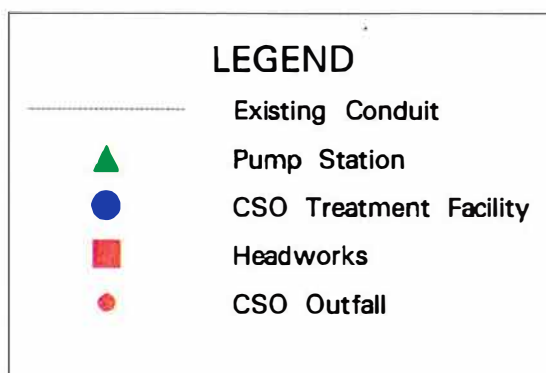 LEGEND
Existing Conduit
Pump Station
CSO Treatment Facility
Headworks
CSO Outfall